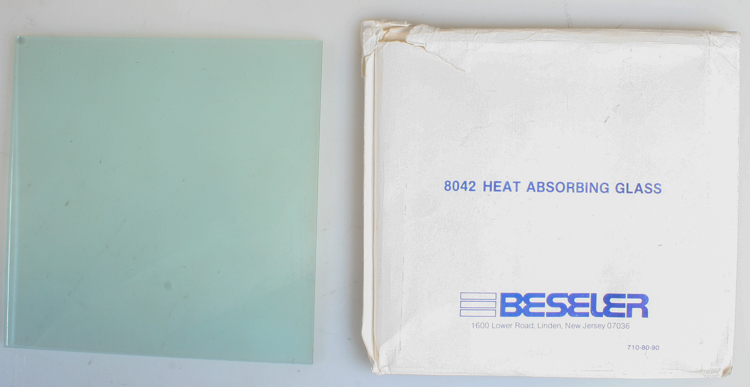 8042 HEAT ABSORBING GLASS
BESELER
1600 Lower Road, Linden, New Jersey 07036
710-80-90